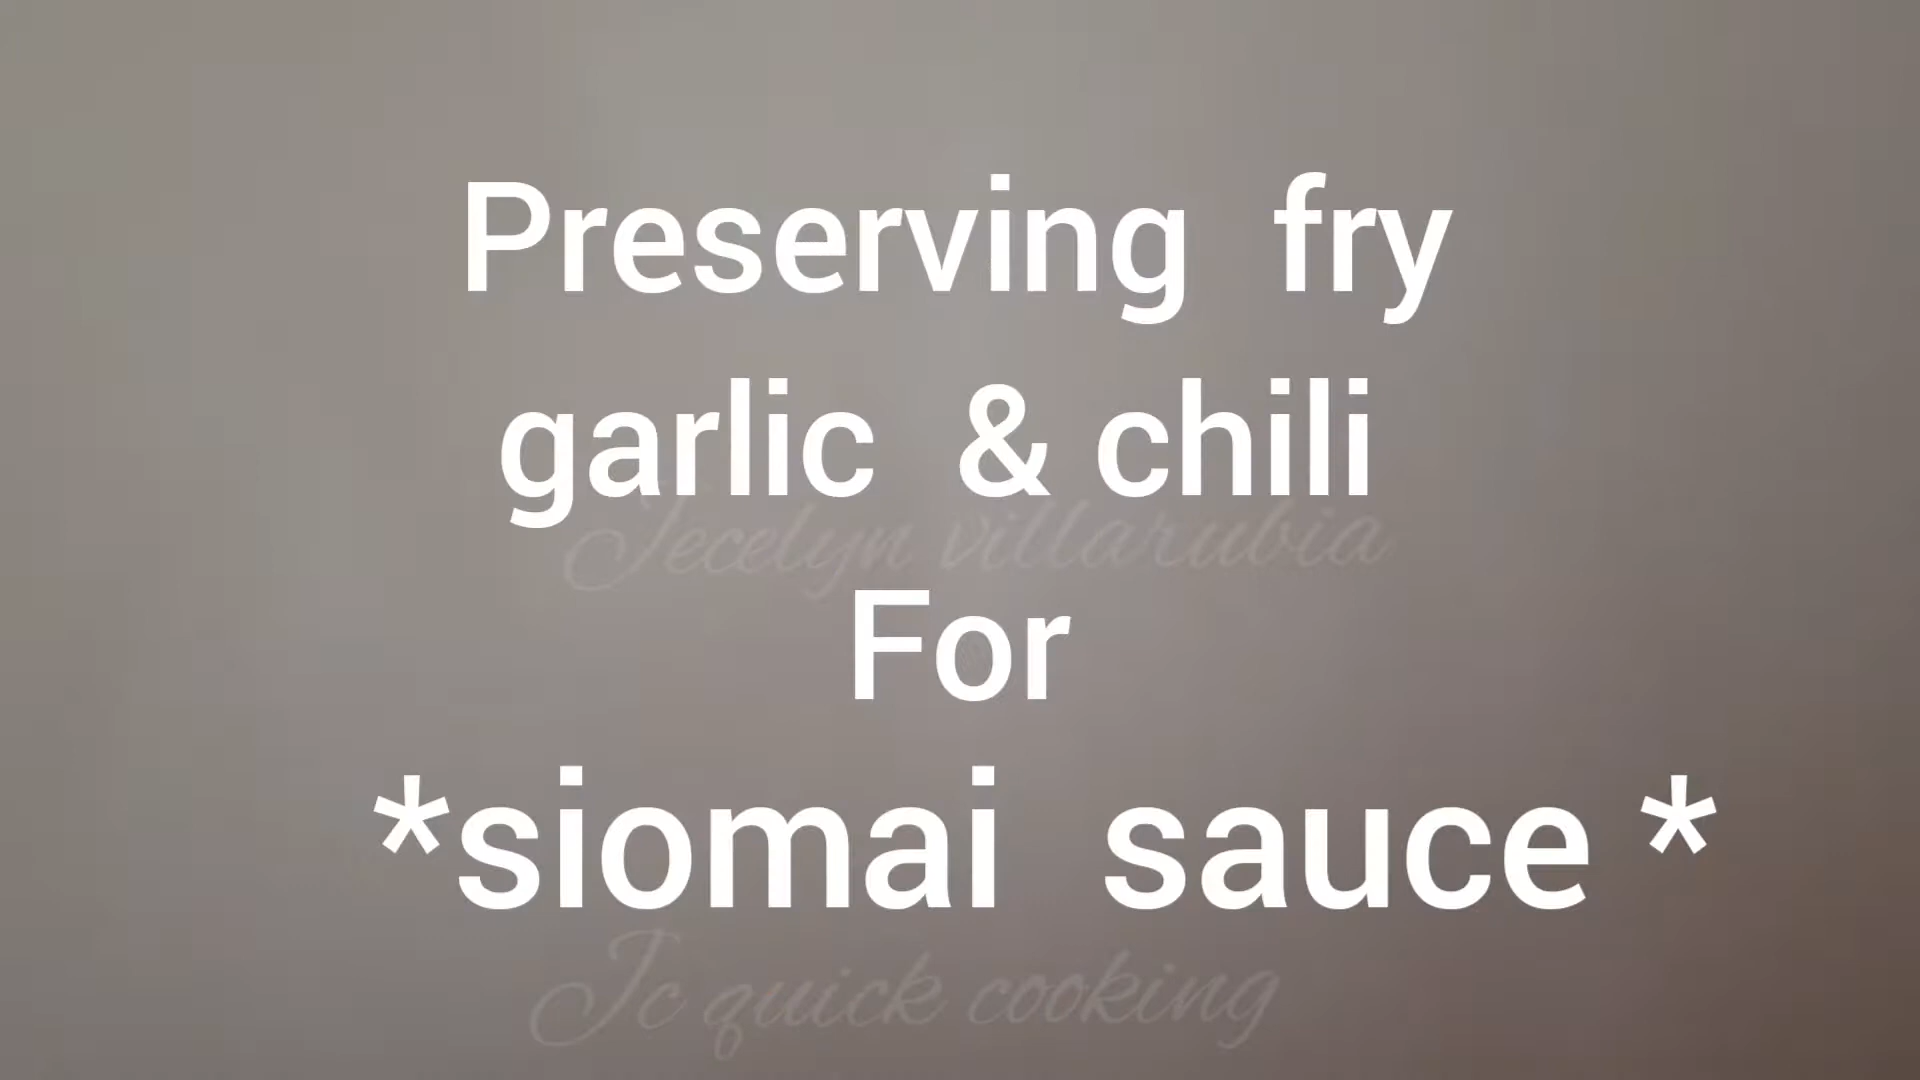 Preserving fry
garlic & chili
Jecelyn villarubia
For
*siomai sauce *
Jc quick cooking